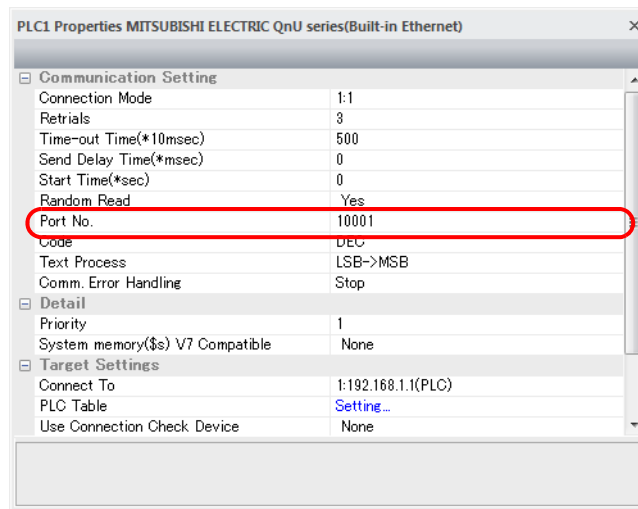 PLC1 Properties MITSUBISHI ELECTRIC QnU series(Built-in Ethernet)
Communication Setting
Connection Mode 1:1
Retrials 3
Time-out Time(*10msec) 500
Send Delay Time(*msec) 0
Start Time(*sec) 0
Random Read Yes
Port No. 10001
Code DEC
Text Process LSB->MSB
Comm. Error Handling Stop
Detail
Priority 1
System memory($s) V7 Compatible None
Target Settings
Connect To 1:192.168.1.1(PLC)
PLC Table Setting...
Use Connection Check Device None